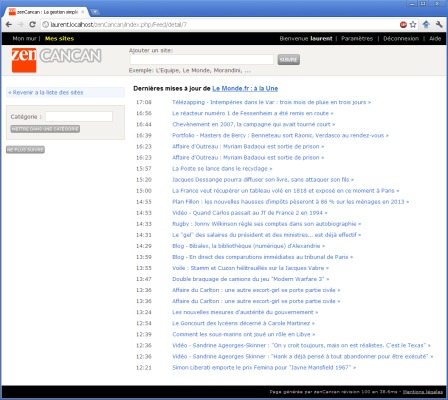 zenCancan : La gestion simple
laurent.localhost/zenCancan/index.php/Feed/detail/7
Mon mur | Mes sites
Bienvenue laurent | Paramètres | Déconnexion | Aide
zen CANCAN
Ajouter un site:
SUIVRE
Exemple: L'Equipe, Le Monde, Morandini, ...
» Revenir à la liste des sites
Catégorie :
METTRE DANS UNE CATÉGORIE
NE PLUS SUIVRE
Dernières mises à jour de Le Monde.fr : à la Une
17:08 Télézapping - Intempéries dans le Var : trois mois de pluie en trois jours »
16:56 Le réacteur numéro 1 de Fessenheim a été remis en route »
16:44 Chevènement en 2007, la campagne qui avait tourné court »
16:39 Portfolio - Masters de Bercy : Benneteau sort Raonic, Verdasco au rendez-vous »
16:23 Affaire d'Outreau : Myriam Badaoui est sortie de prison »
16:23 Affaire d'Outreau : Myriam Badaoui est sortie de prison »
15:57 La Poste se lance dans le recyclage »
15:20 Jacques Dessange pourra diffuser son livre, sans attaquer son fils »
15:00 La France veut récupérer un tableau volé en 1818 et exposé en ce moment à Paris »
14:55 Plan Fillon : les nouvelles hausses d'impôts pèseront à 86 % sur les ménages en 2013 »
14:53 Vidéo - Quand Carlos passait au JT de France 2 en 1994 »
14:33 Rugby : Jonny Wilkinson règle ses comptes dans son autobiographie »
14:31 Le "gel" des salaires du président et des ministres... est déjà effectif »
14:29 Blog - Bibalex, la bibliothèque (numérique) d'Alexandrie »
13:59 Blog - En direct des comparutions immédiates au tribunal de Paris »
13:55 Voile : Stamm et Cuzon hélitreuillés sur la Jacques Vabre »
13:47 Double braquage de camions du jeu "Modern Warfare 3" »
13:36 Affaire du Carlton : une autre escort-girl se porte partie civile »
13:36 Affaire du Carlton : une autre escort-girl se porte partie civile »
13:24 Les nouvelles mesures d'austérité du gouvernement »
12:54 Le Goncourt des lycéens décerné à Carole Martinez »
12:39 Comment les sous-marins ont joué un rôle en Libye »
12:36 Vidéo - Sandrine Ageorges-Skinner : "On y croit toujours, mais on est réalistes. C'est le Texas" »
12:36 Vidéo - Sandrine Ageorges-Skinner : "Hank a déjà pensé à tout abandonner pour être exécuté" »
12:21 Simon Liberati emporte le prix Femina pour "Jayne Mansfield 1967" »
Page générée par zenCancan révision 100 en 38.6ms - Mentions légales